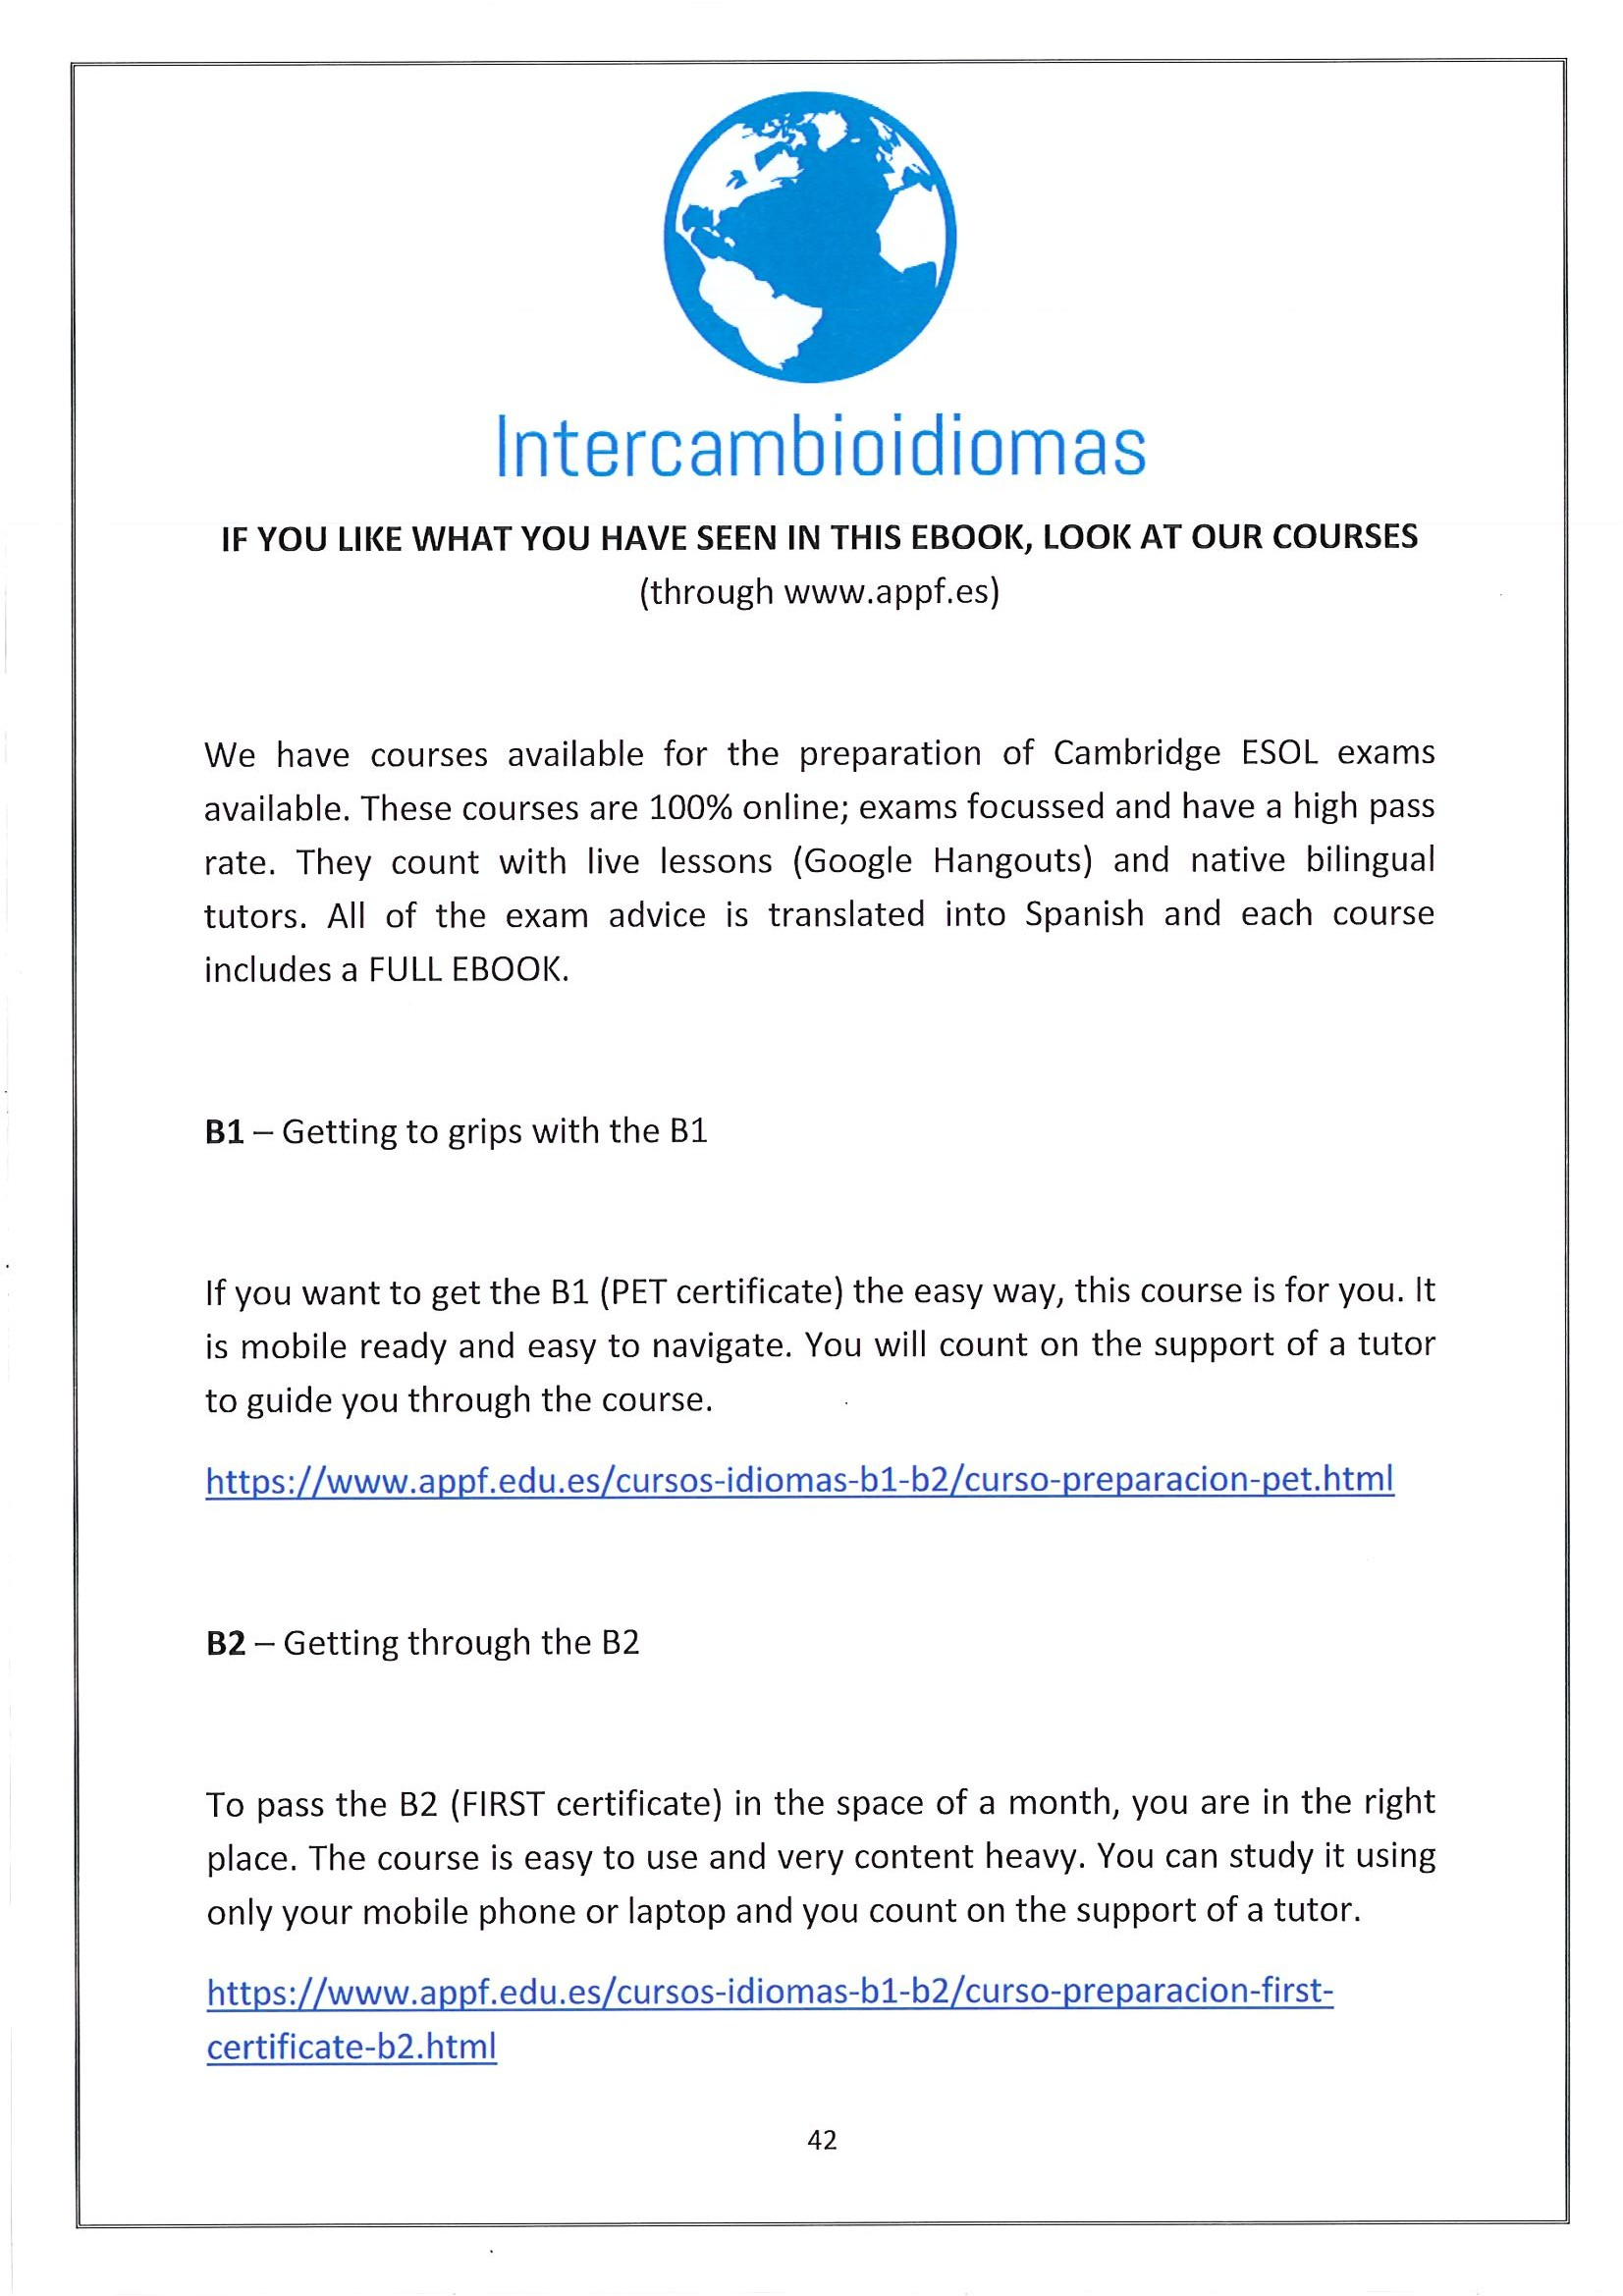 Intercambioidiomas
IF YOU LIKE WHAT YOU HAVE SEEN IN THIS EBOOK, LOOK AT OUR COURSES
(through www.appf.es)
We have courses available for the preparation of Cambridge ESOL exams
available. These courses are 100% online; exams focussed and have a high pass
rate. They count with live lessons (Google Hangouts) and native bilingual
tutors. All of the exam advice is translated into Spanish and each course
includes a FULL EBOOK.
B1 – Getting to grips with the B1
If you want to get the B1 (PET certificate) the easy way, this course is for you. It
is mobile ready and easy to navigate. You will count on the support of a tutor
to guide you through the course.
https://www.appf.edu.es/cursos-idiomas-b1-b2/curso-preparacion-pet.html
B2 – Getting through the B2
To pass the B2 (FIRST certificate) in the space of a month, you are in the right
place. The course is easy to use and very content heavy. You can study it using
only your mobile phone or laptop and you count on the support of a tutor.
https://www.appf.edu.es/cursos-idiomas-b1-b2/curso-preparacion-first-
certificate-b2.html
42